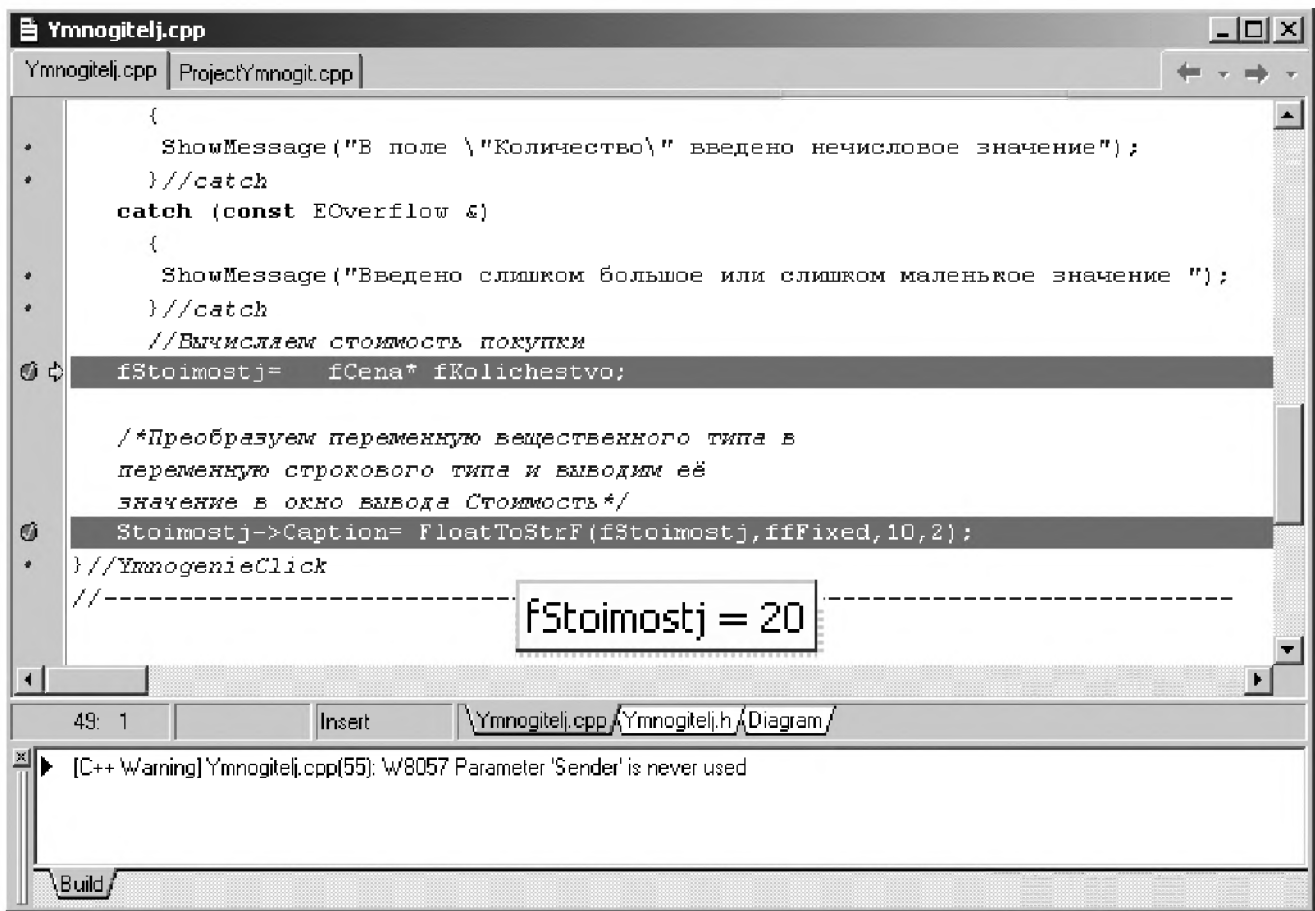 Ymnogitelj.cpp
Ymnogitelj.cpp ProjectYmnogit.cpp
{
ShowMessage("В поле \"Количество\" введено нечисловое значение");
}//catch
catch (const EOverflow &)
{
ShowMessage("Введено слишком большое или слишком маленькое значение ");
}//catch
//Вычисляем стоимость покупки
fStoimostj= fCena* fKolichestvo;
/*Преобразуем переменную вещественного типа в
переменную строкового типа и выводим её
значение в окно вывода Стоимость*/
Stoimostj->Caption= FloatToStrF(fStoimostj,ffFixed,10,2);
}//YmnogenieClick
//---------------------------------------------------------------------------
fStoimostj = 20
49: 1 Insert Ymnogitelj.cpp Ymnogitelj.h Diagram
[C++ Warning] Ymnogitelj.cpp(55): W8057 Parameter 'Sender' is never used
Build